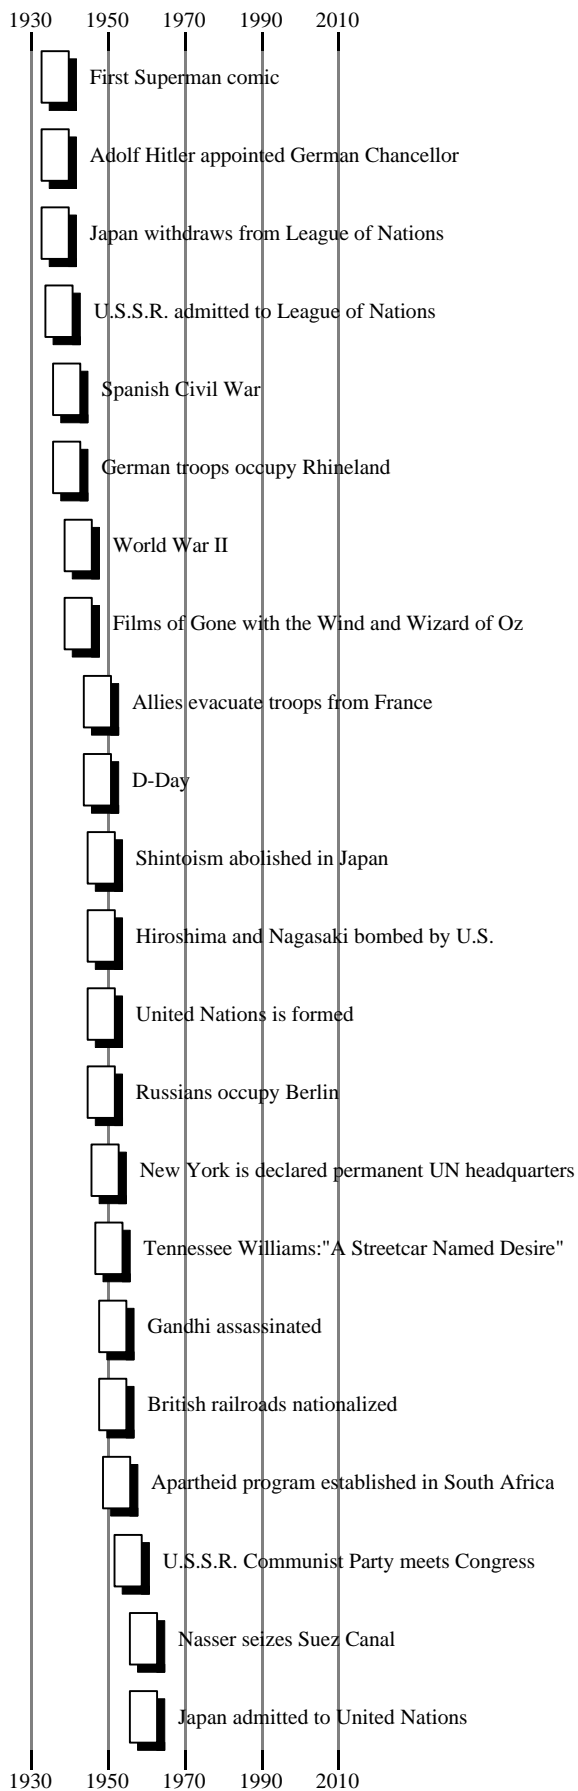 1930 1950 1970 1990 2010
First Superman comic
Adolf Hitler appointed German Chancellor
Japan withdraws from League of Nations
U.S.S.R. admitted to League of Nations
Spanish Civil War
German troops occupy Rhineland
World War II
Films of Gone with the Wind and Wizard of Oz
Allies evacuate troops from France
D-Day
Shintoism abolished in Japan
Hiroshima and Nagasaki bombed by U.S.
United Nations is formed
Russians occupy Berlin
New York is declared permanent UN headquarters
Tennessee Williams:"A Streetcar Named Desire"
Gandhi assassinated
British railroads nationalized
Apartheid program established in South Africa
U.S.S.R. Communist Party meets Congress
Nasser seizes Suez Canal
Japan admitted to United Nations
1930 1950 1970 1990 2010